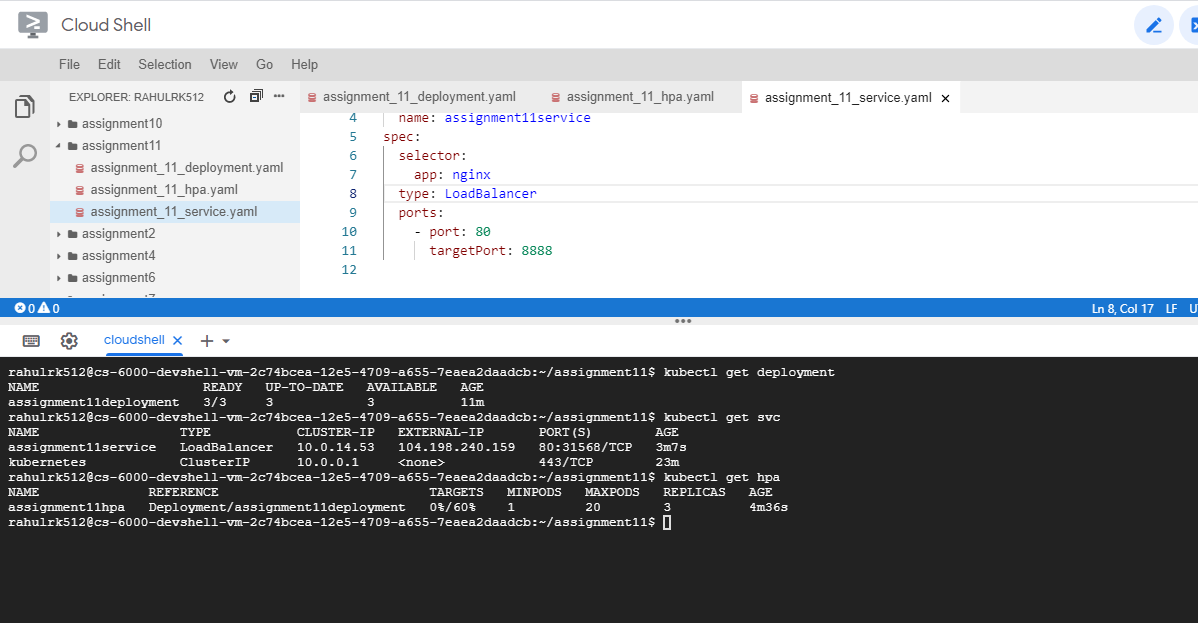 Cloud Shell
File Edit Selection View Go Help
EXPLORER: RAHULRK512
assignment10
assignment11
assignment_11_deployment.yaml
assignment_11_hpa.yaml
assignment_11_service.yaml
assignment2
assignment4
assignment6
assignment_11_deployment.yaml assignment_11_hpa.yaml assignment_11_service.yaml ×
4 name: assignment11service
5 spec:
6 selector:
7 app: nginx
8 type: LoadBalancer
9 ports:
10 - port: 80
11 targetPort: 8888
12
0 0 Ln 8, Col 17 LF
cloudshell × +
rahulrk512@cs-6000-devshell-vm-2c74bcea-12e5-4709-a655-7eaea2daadcb:~/assignment11$ kubectl get deployment
NAME READY UP-TO-DATE AVAILABLE AGE
assignment11deployment 3/3 3 3 11m
rahulrk512@cs-6000-devshell-vm-2c74bcea-12e5-4709-a655-7eaea2daadcb:~/assignment11$ kubectl get svc
NAME TYPE CLUSTER-IP EXTERNAL-IP PORT(S) AGE
assignment11service LoadBalancer 10.0.14.53 104.198.240.159 80:31568/TCP 3m7s
kubernetes ClusterIP 10.0.0.1 <none> 443/TCP 23m
rahulrk512@cs-6000-devshell-vm-2c74bcea-12e5-4709-a655-7eaea2daadcb:~/assignment11$ kubectl get hpa
NAME REFERENCE TARGETS MINPODS MAXPODS REPLICAS AGE
assignment11hpa Deployment/assignment11deployment 0%/60% 1 20 3 4m36s
rahulrk512@cs-6000-devshell-vm-2c74bcea-12e5-4709-a655-7eaea2daadcb:~/assignment11$